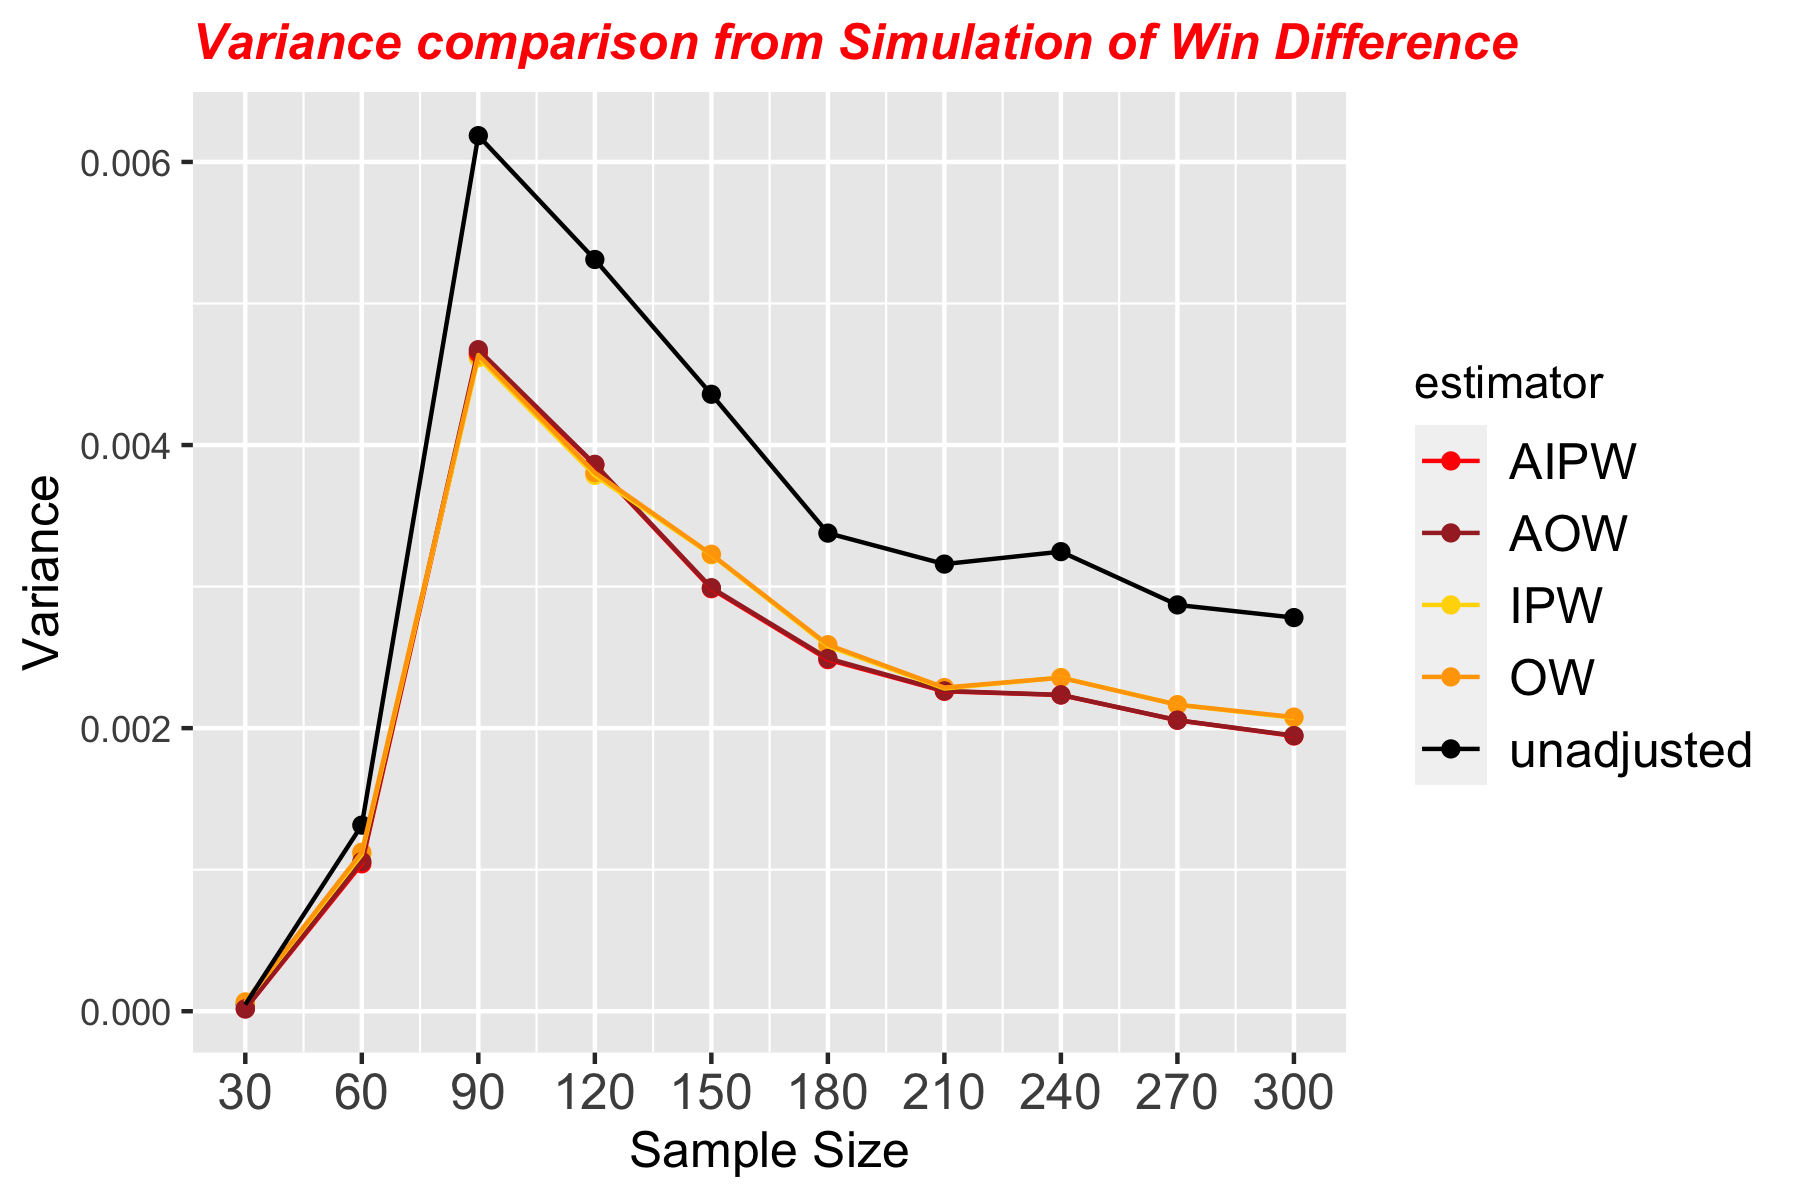 Variance comparison from Simulation of Win Difference
0.006
0.004
0.002
0.000
Variance
30 60 90 120 150 180 210 240 270 300
Sample Size
estimator
AIPW
AOW
IPW
OW
unadjusted